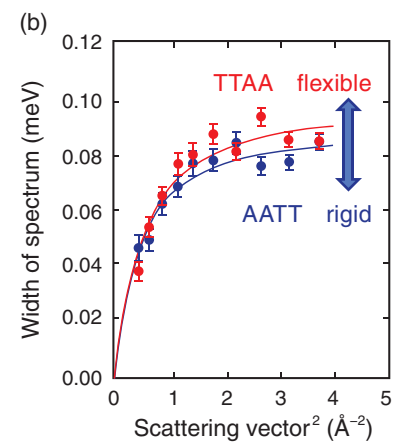 (b)
Width of spectrum (meV)
0.12
0.10
0.08
0.06
0.04
0.02
0.00
TTAA flexible
AATT rigid
0 1 2 3 4 5
Scattering vector² (Å⁻²)